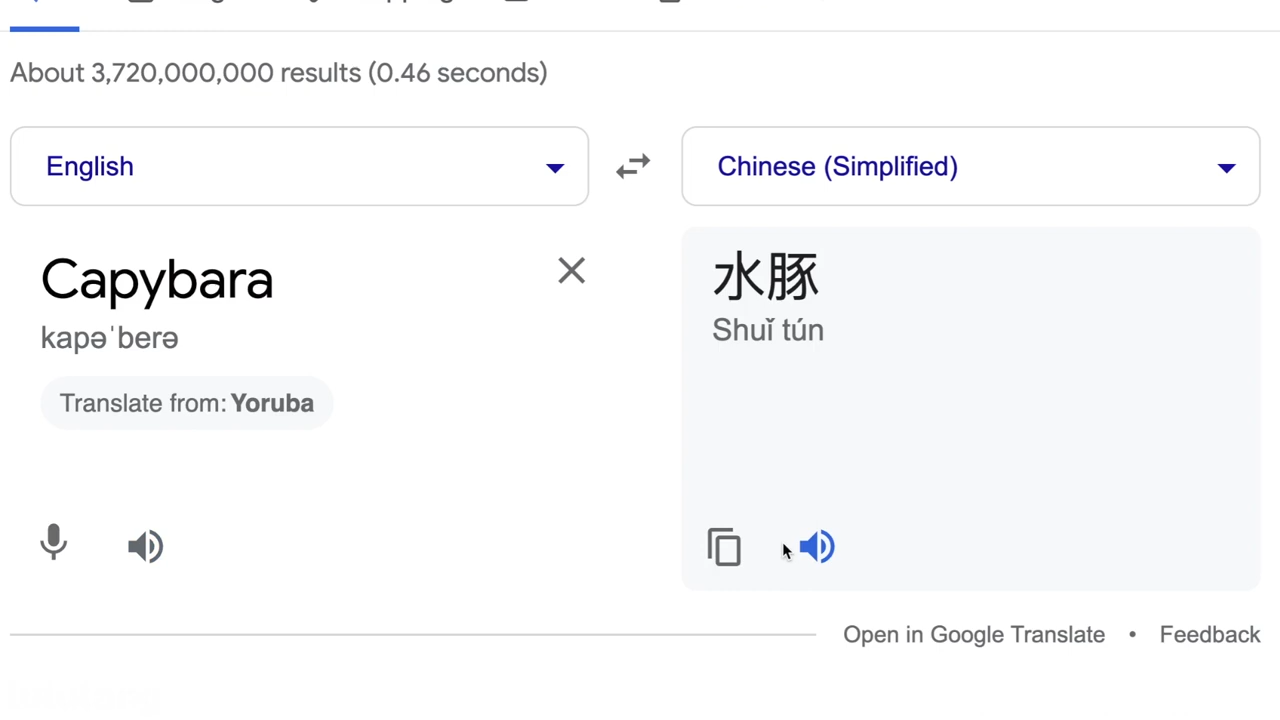 About 3,720,000,000 results (0.46 seconds)
English
Chinese (Simplified)
Capybara
kapəˈberə
Translate from: Yoruba
水豚
Shuǐ tún
Open in Google Translate • Feedback